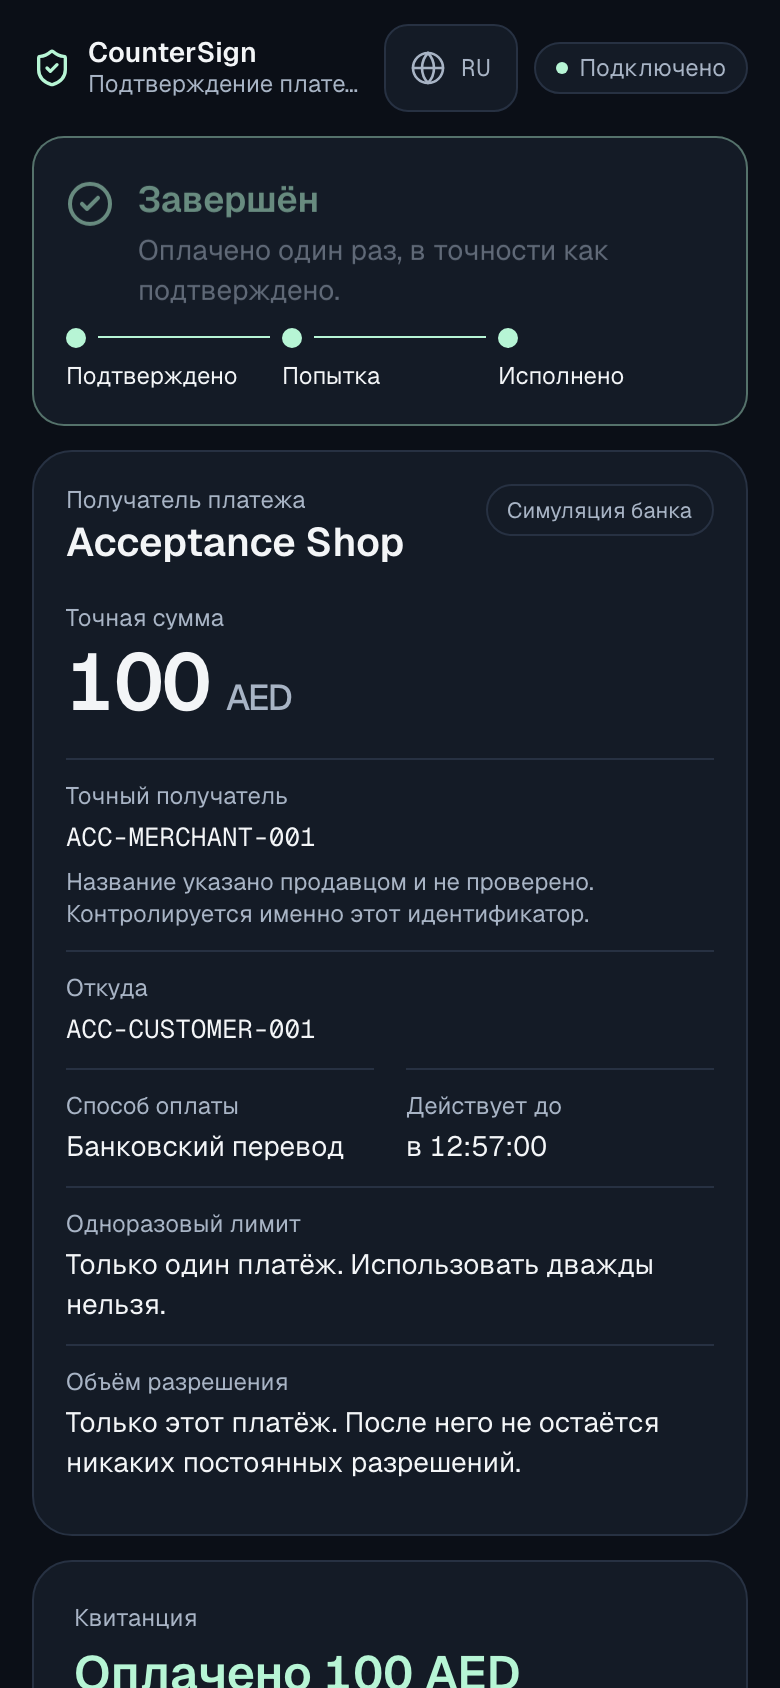 CounterSign
Подтверждение плате...
RU
Подключено
Завершён
Оплачено один раз, в точности как
подтверждено.
Подтверждено
Попытка
Исполнено
Получатель платежа
Симуляция банка
Acceptance Shop
Точная сумма
100 AED
Точный получатель
ACC-MERCHANT-001
Название указано продавцом и не проверено.
Контролируется именно этот идентификатор.
Откуда
ACC-CUSTOMER-001
Способ оплаты
Банковский перевод
Действует до
в 12:57:00
Одноразовый лимит
Только один платёж. Использовать дважды
нельзя.
Объём разрешения
Только этот платёж. После него не остаётся
никаких постоянных разрешений.
Квитанция
Оплачено 100 AED